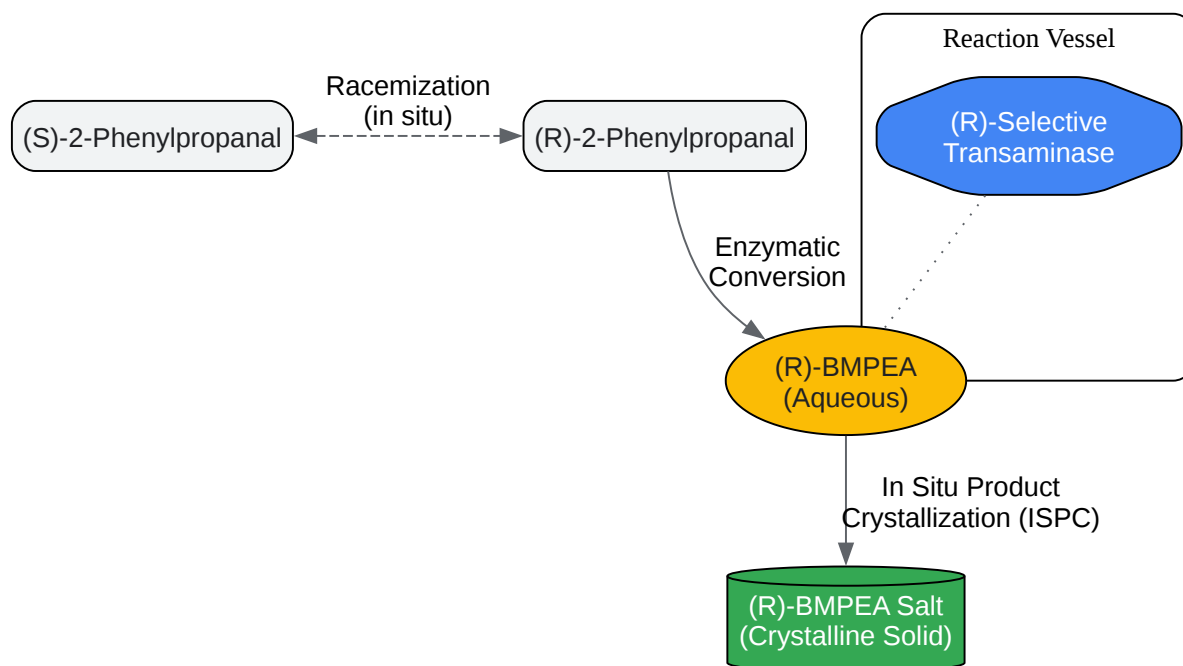 Reaction Vessel
Racemization
(in situ)
(S)-2-Phenylpropanal
(R)-2-Phenylpropanal
(R)-Selective
Transaminase
Enzymatic
Conversion
(R)-BMPEA
(Aqueous)
In Situ Product
Crystallization (ISPC)
(R)-BMPEA Salt
(Crystalline Solid)